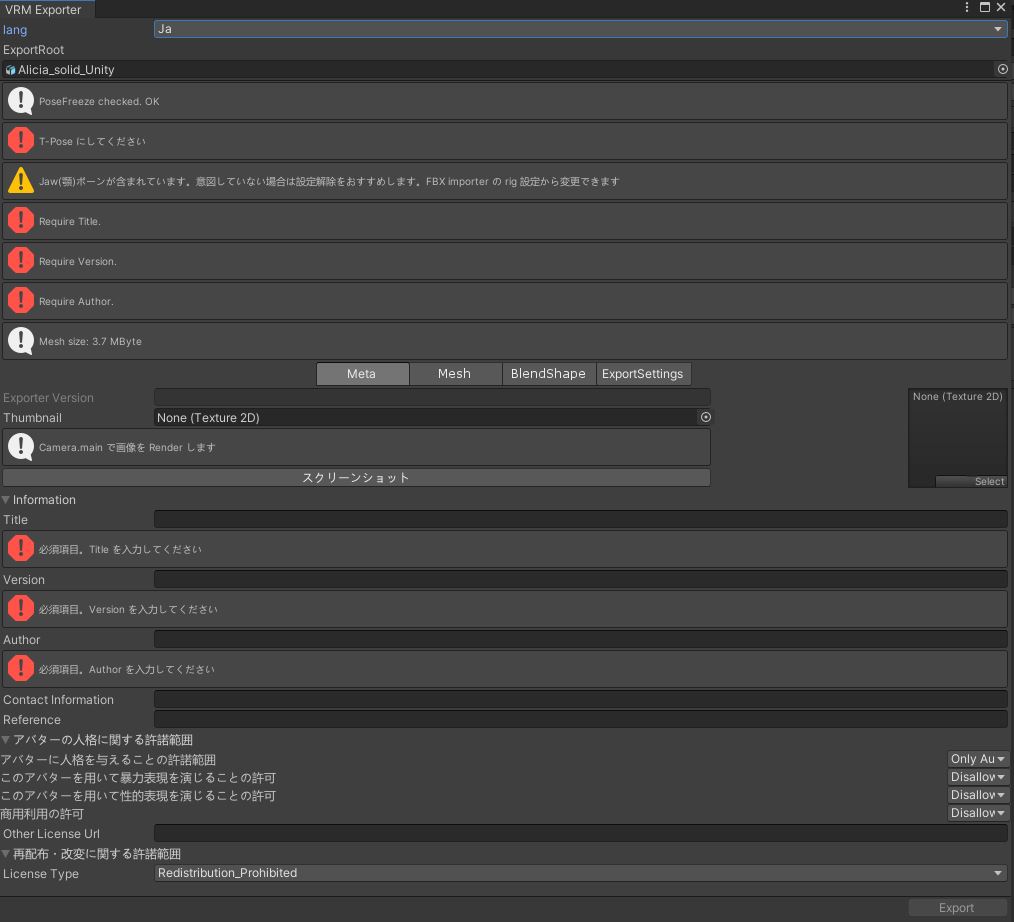 VRM Exporter
lang Ja
ExportRoot
Alicia_solid_Unity
PoseFreeze checked. OK
T-Pose にしてください
Jaw(顎)ボーンが含まれています。意図していない場合は設定解除をおすすめします。FBX importer の rig 設定から変更できます
Require Title.
Require Version.
Require Author.
Mesh size: 3.7 MByte
Meta Mesh BlendShape ExportSettings
Exporter Version
None (Texture 2D)
Thumbnail None (Texture 2D)
Camera.main で画像を Render します
スクリーンショット
Select
Information
Title
必須項目。Title を入力してください
Version
必須項目。Version を入力してください
Author
必須項目。Author を入力してください
Contact Information
Reference
アバターの人格に関する許諾範囲
アバターに人格を与えることの許諾範囲 Only Au
このアバターを用いて暴力表現を演じることの許可 Disallow
このアバターを用いて性的表現を演じることの許可 Disallow
商用利用の許可 Disallow
Other License Url
再配布・改変に関する許諾範囲
License Type Redistribution_Prohibited
Export